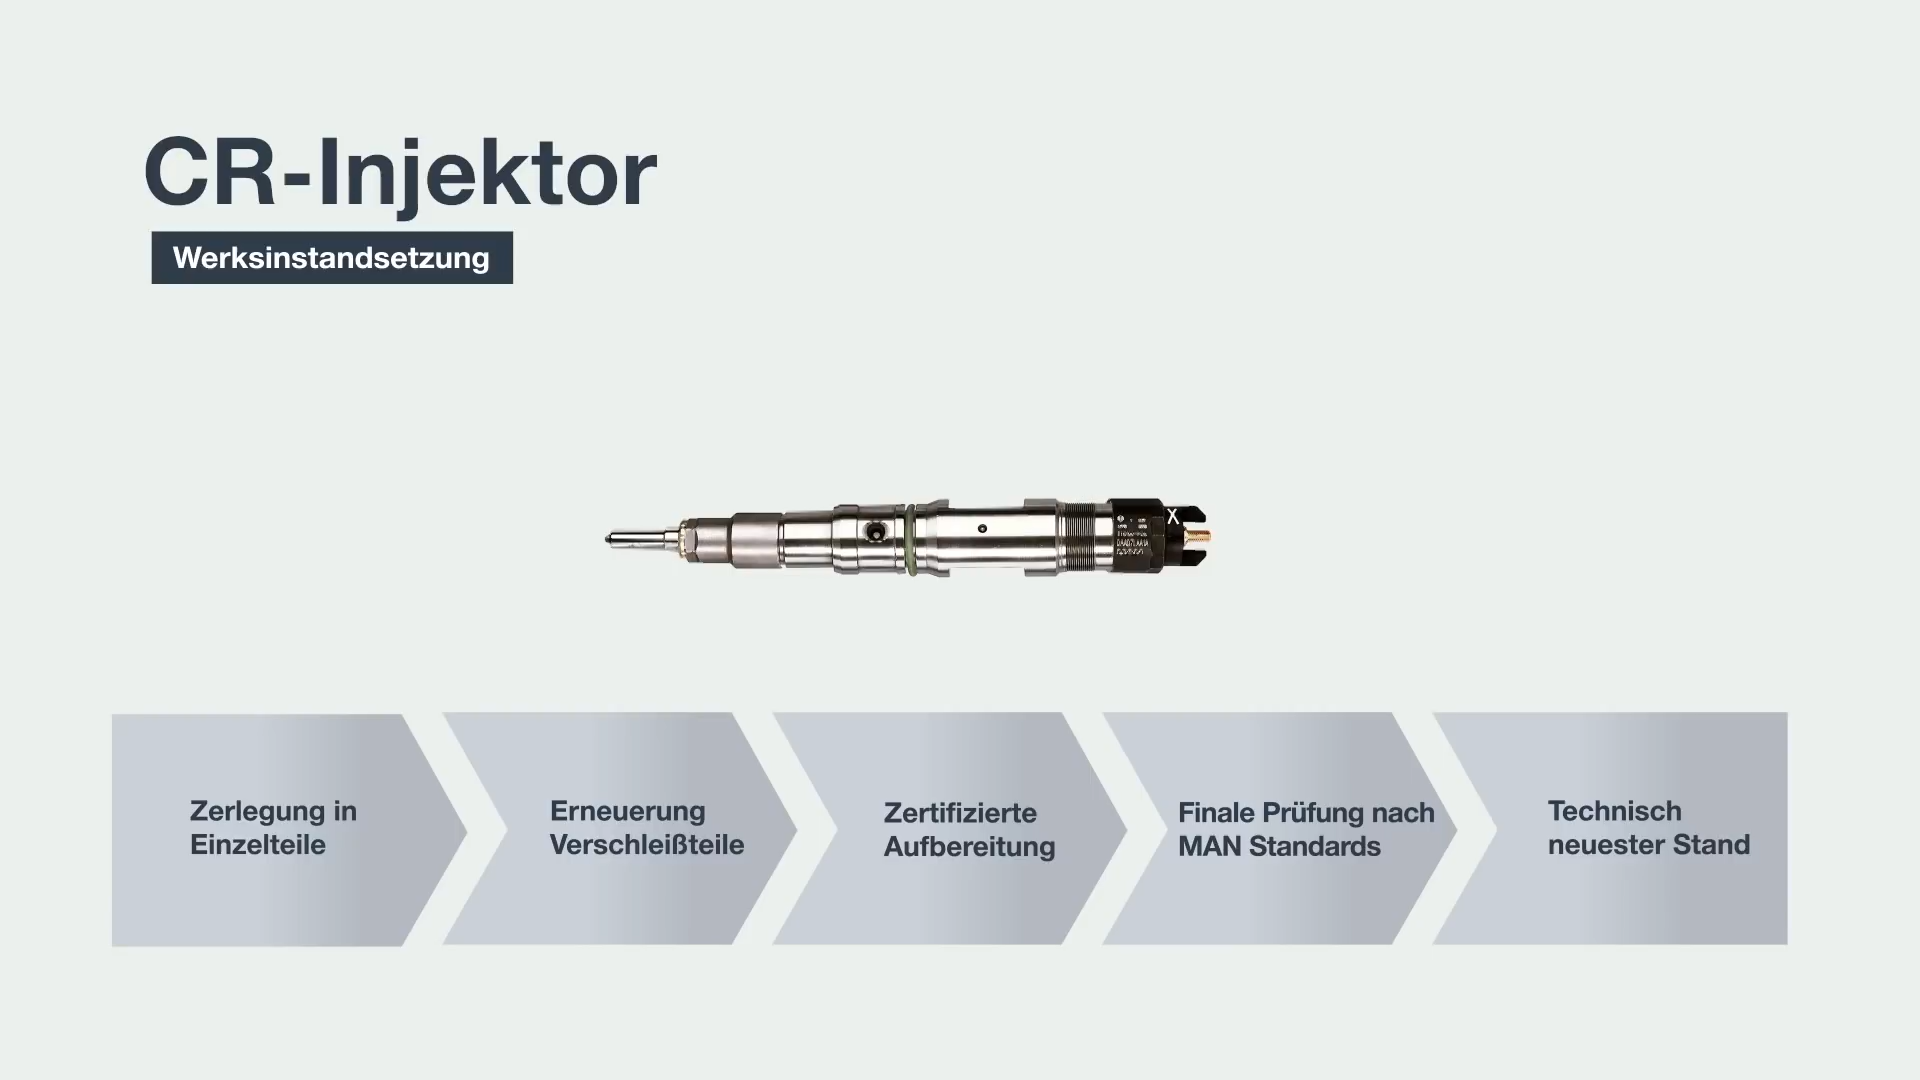 CR-Injektor
Werksinstandsetzung
X
Zerlegung in
Einzelteile
Erneuerung
Verschleißteile
Zertifizierte
Aufbereitung
Finale Prüfung nach
MAN Standards
Technisch
neuester Stand